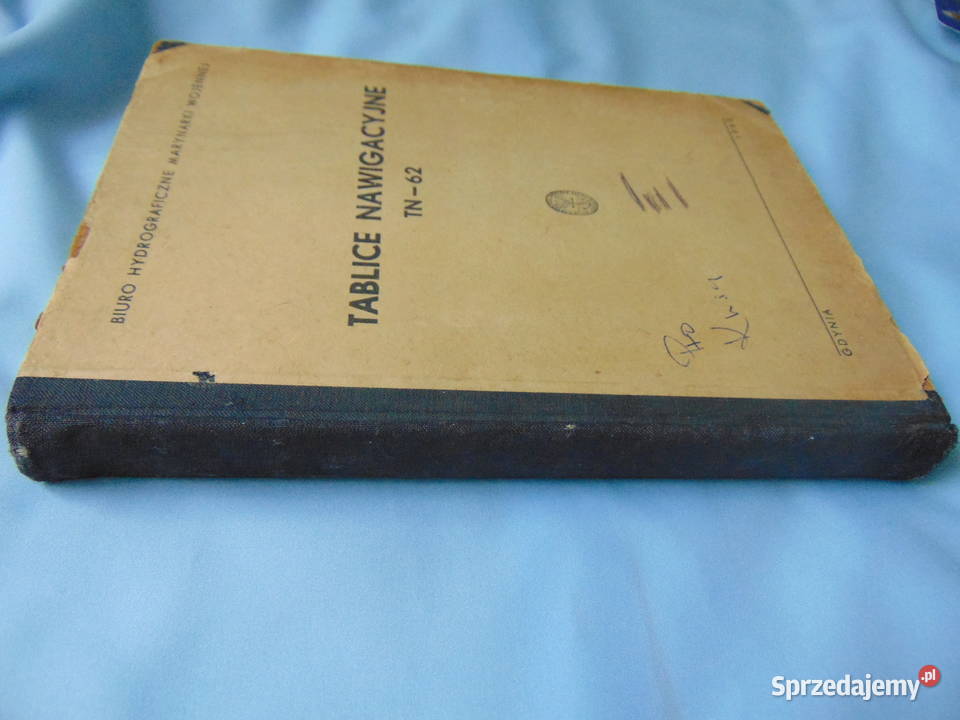 BIURO HYDROGRAFICZNE MARYNARKI WOJENNEJ
TABLICE NAWIGACYJNE
TN-62
GDYNIA
Sprzedajemy.pl